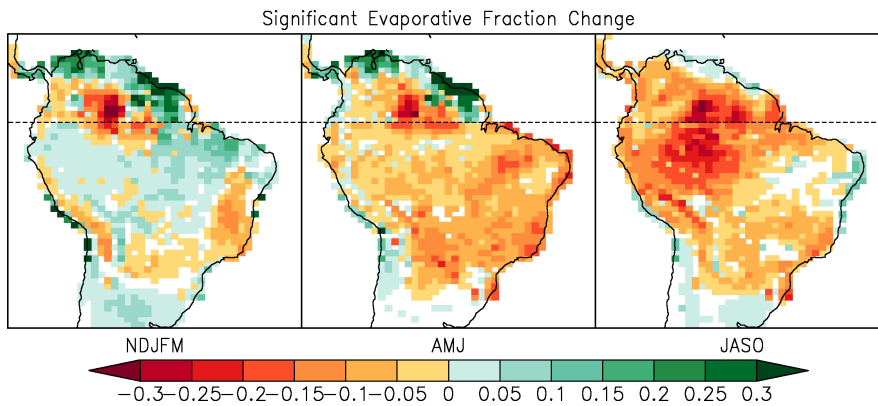 Significant Evaporative Fraction Change
NDJFM AMJ JASO
-0.3-0.25-0.2-0.15-0.1-0.05 0 0.05 0.1 0.15 0.2 0.25 0.3